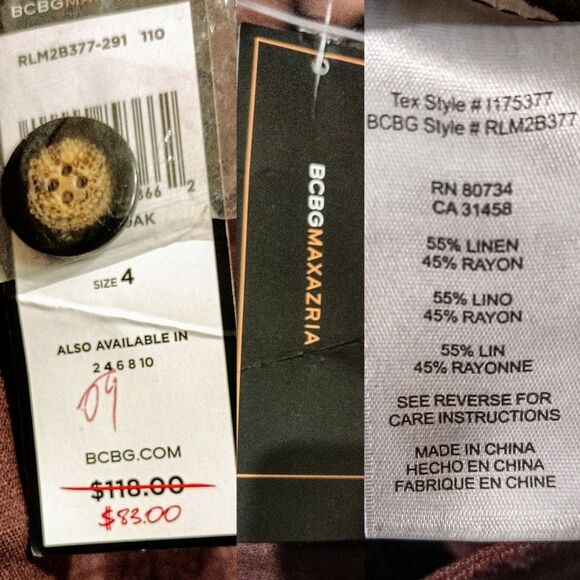 BCBGMAX
RLM2B377-291 110
866 2
OAK
SIZE 4
ALSO AVAILABLE IN
2 4 6 8 10
09
BCBG.COM
$118.00
$83.00
BCBGMAXAZRIA
Tex Style # I175377
BCBG Style # RLM2B377
RN 80734
CA 31458
55% LINEN
45% RAYON
55% LINO
45% RAYON
55% LIN
45% RAYONNE
SEE REVERSE FOR
CARE INSTRUCTIONS
MADE IN CHINA
HECHO EN CHINA
FABRIQUE EN CHINE